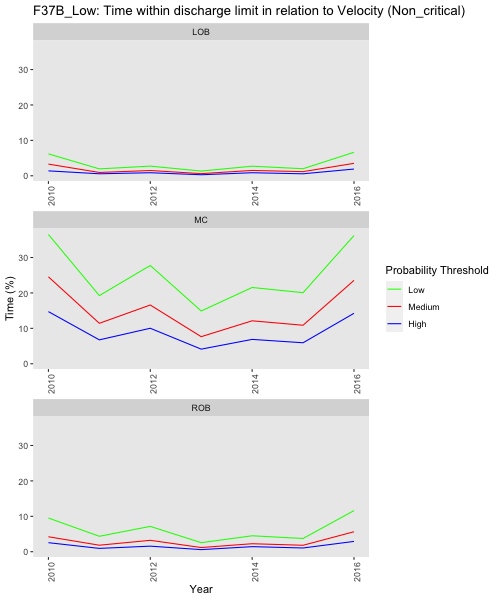 F37B_Low: Time within discharge limit in relation to Velocity (Non_critical)
LOB
30
20
10
0
2010
2012
2014
2016
MC
30
20
10
0
2010
2012
2014
2016
ROB
30
20
10
0
2010
2012
2014
2016
Time (%)
Year
Probability Threshold
Low
Medium
High